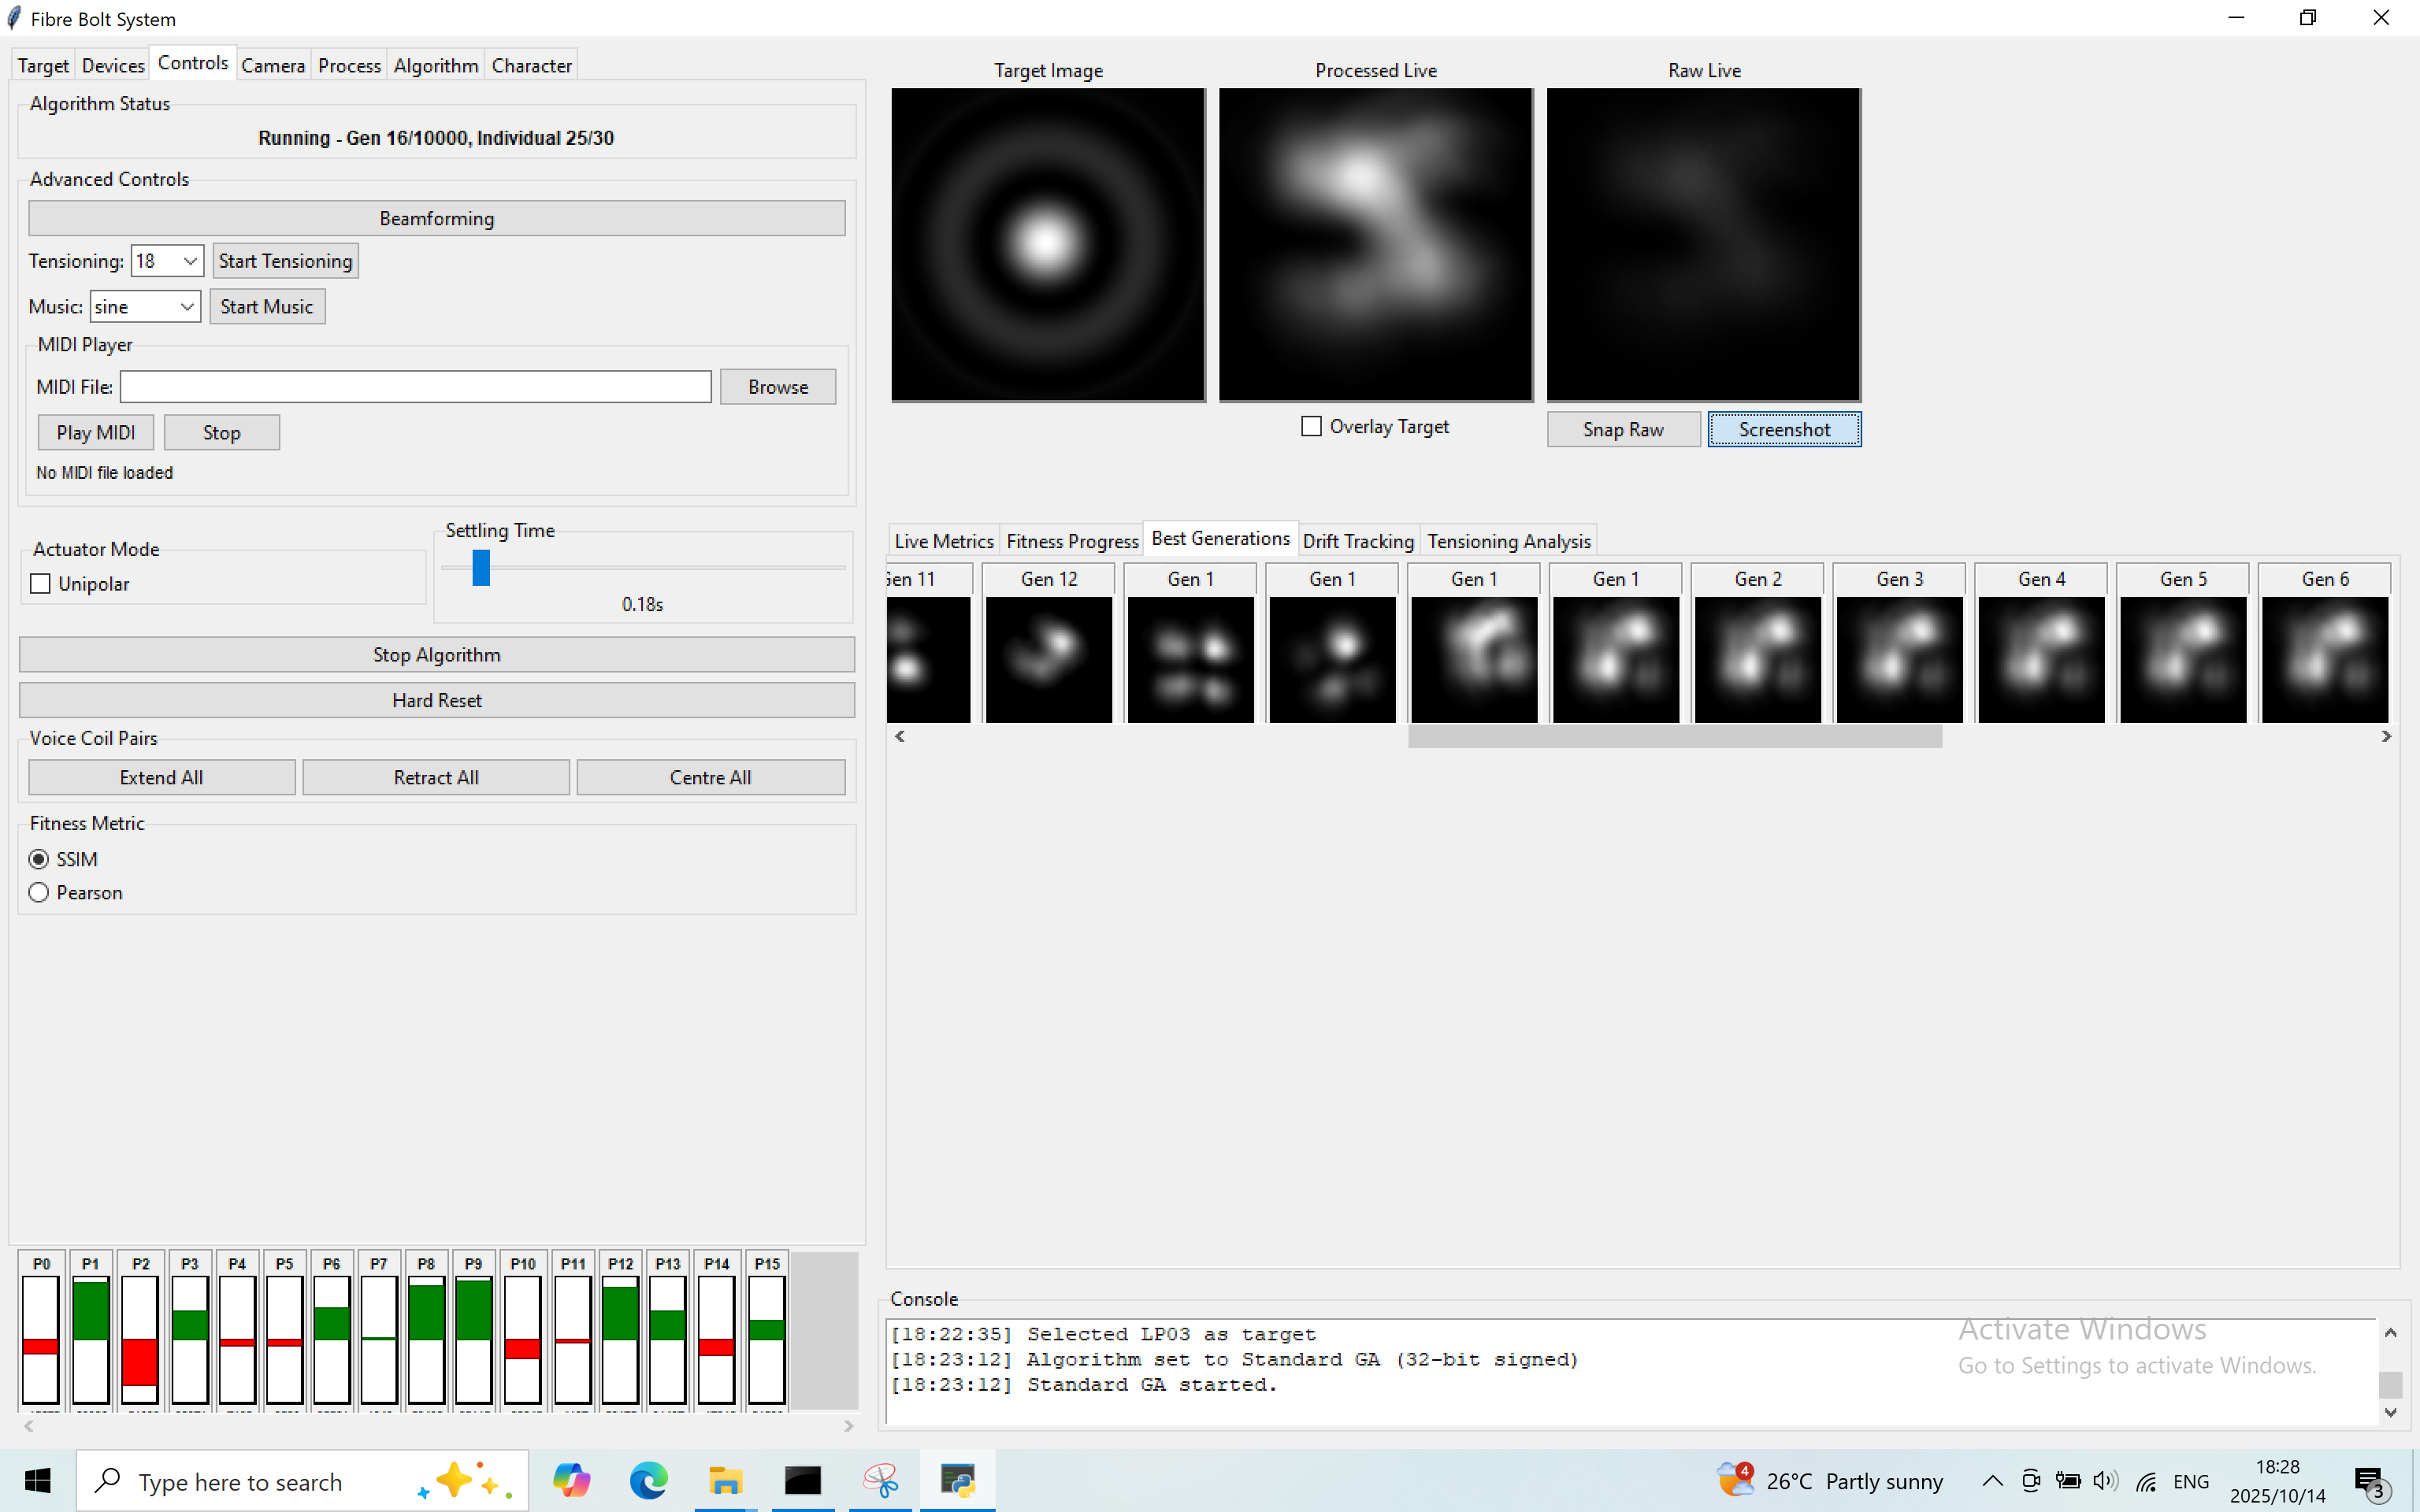 Fibre Bolt System
Target Devices Controls Camera Process Algorithm Character
Algorithm Status
Running - Gen 16/10000, Individual 25/30
Advanced Controls
Beamforming
Tensioning: 18 Start Tensioning
Music: sine Start Music
MIDI Player
MIDI File: Browse
Play MIDI Stop
No MIDI file loaded
Actuator Mode
Unipolar
Settling Time
0.18s
Stop Algorithm
Hard Reset
Voice Coil Pairs
Extend All Retract All Centre All
Fitness Metric
SSIM
Pearson
P0 P1 P2 P3 P4 P5 P6 P7 P8 P9 P10 P11 P12 P13 P14 P15
Target Image Processed Live Raw Live
Overlay Target Snap Raw Screenshot
Live Metrics Fitness Progress Best Generations Drift Tracking Tensioning Analysis
11 Gen 12 Gen 1 Gen 1 Gen 1 Gen 1 Gen 2 Gen 3 Gen 4 Gen 5 Gen 6
Console
[18:22:35] Selected LP03 as target
[18:23:12] Algorithm set to Standard GA (32-bit signed)
[18:23:12] Standard GA started.
Activate Windows
Go to Settings to activate Windows.
Type here to search
4
26°C Partly sunny
ENG
18:28
2025/10/14
3